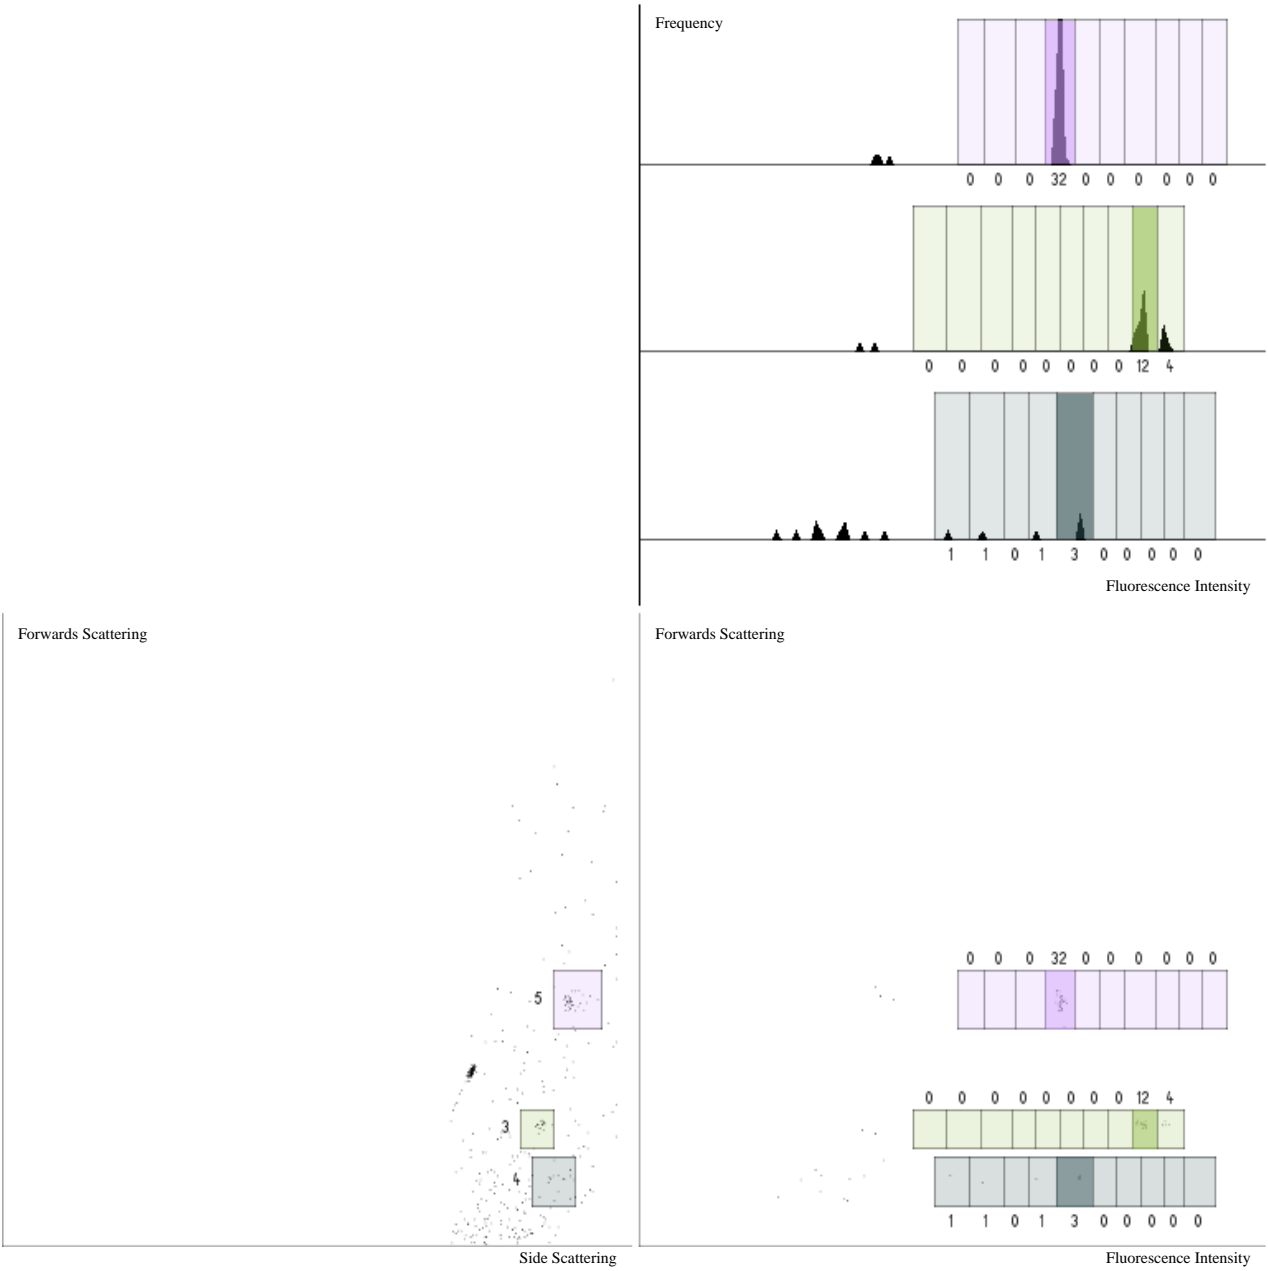 Frequency
0 0 0 32 0 0 0 0 0 0
0 0 0 0 0 0 0 0 12 4
1 1 0 1 3 0 0 0 0 0
Fluorescence Intensity
Forwards Scattering
5
3
4
Side Scattering
Forwards Scattering
0 0 0 32 0 0 0 0 0 0
0 0 0 0 0 0 0 0 12 4
1 1 0 1 3 0 0 0 0 0
Fluorescence Intensity